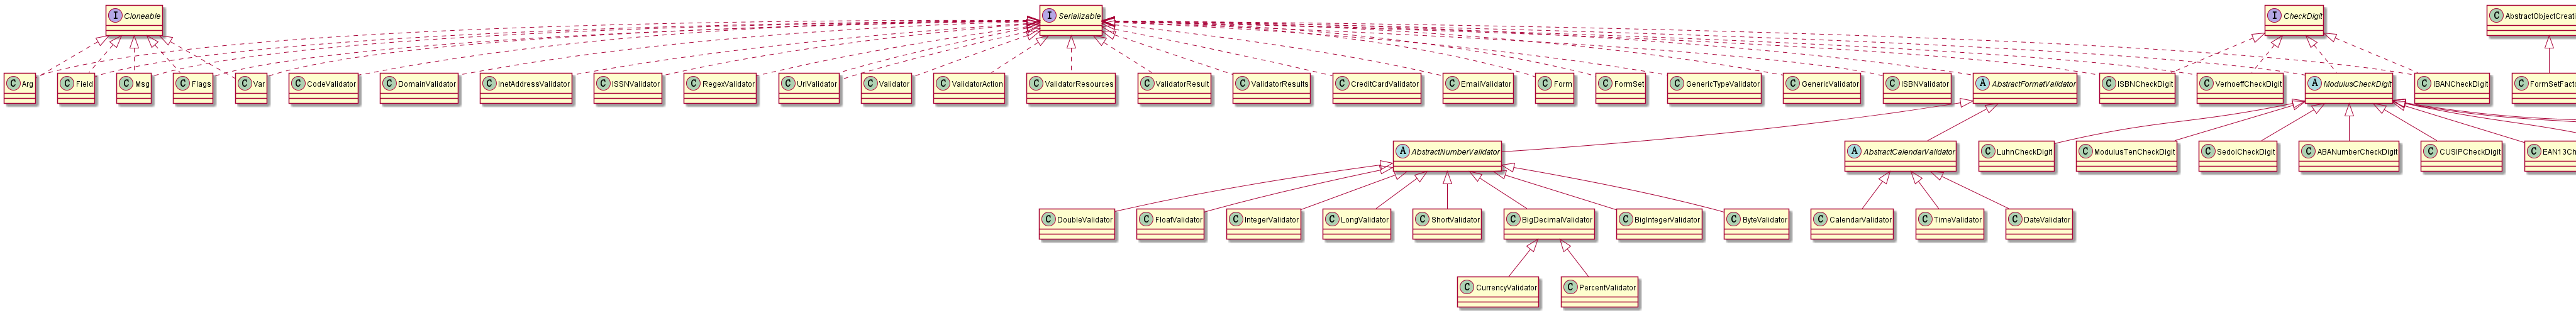 I Cloneable
I Serializable
I CheckDigit
C AbstractObjectCreati
C Arg
C Field
C Msg
C Flags
C Var
C CodeValidator
C DomainValidator
C InetAddressValidator
C ISSNValidator
C RegexValidator
C UrlValidator
C Validator
C ValidatorAction
C ValidatorResources
C ValidatorResult
C ValidatorResults
C CreditCardValidator
C EmailValidator
C Form
C FormSet
C GenericTypeValidator
C GenericValidator
C ISBNValidator
A AbstractFormatValidator
C ISBNCheckDigit
C VerhoeffCheckDigit
A ModulusCheckDigit
C IBANCheckDigit
C FormSetFacto
A AbstractNumberValidator
A AbstractCalendarValidator
C LuhnCheckDigit
C ModulusTenCheckDigit
C SedolCheckDigit
C ABANumberCheckDigit
C CUSIPCheckDigit
C EAN13Ch
C DoubleValidator
C FloatValidator
C IntegerValidator
C LongValidator
C ShortValidator
C BigDecimalValidator
C BigIntegerValidator
C ByteValidator
C CalendarValidator
C TimeValidator
C DateValidator
C CurrencyValidator
C PercentValidator